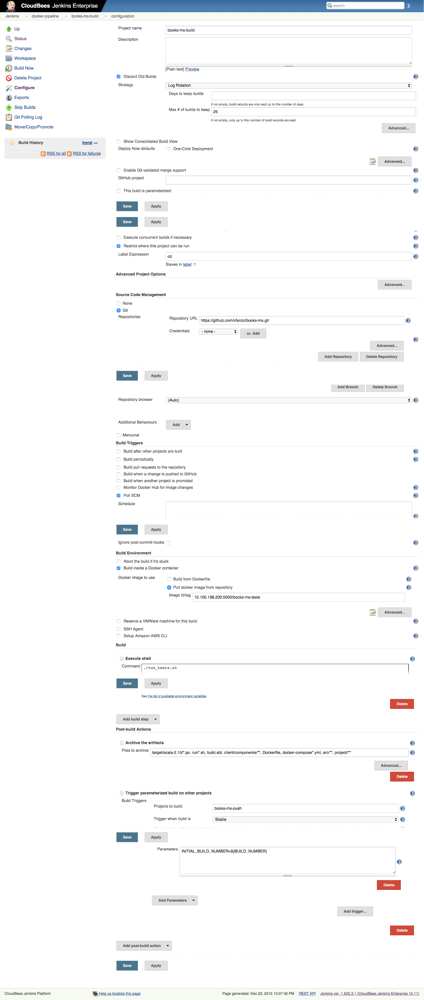 CloudBees Jenkins Enterprise
search
Jenkins docker-pipeline books-ms-build configuration
Up
Status
Changes
Workspace
Build Now
Delete Project
Configure
Exports
Skip Builds
Git Polling Log
Move/Copy/Promote
Build History trend
RSS for all RSS for failures
Project name books-ms-build
Description
[Plain text] Preview
Discard Old Builds
Strategy Log Rotation
Days to keep builds
if not empty, build records are only kept up to this number of days
Max # of builds to keep 25
if not empty, only up to this number of build records are kept
Advanced...
Show Consolidated Build View
Deploy Now defaults One-Click Deployment
Advanced...
Enable Git validated merge support
GitHub project
This build is parameterized
Save Apply
Save Apply
Execute concurrent builds if necessary
Restrict where this project can be run
Label Expression cd
Slaves in label: 1
Advanced Project Options
Advanced...
Source Code Management
None
Git
Repositories Repository URL https://github.com/vfarcic/books-ms.git
Credentials - none - Add
Advanced...
Add Repository Delete Repository
Save Apply
Add Branch Delete Branch
Repository browser (Auto)
Additional Behaviours Add
Mercurial
Build Triggers
Build after other projects are built
Build periodically
Build pull requests to the repository
Build when a change is pushed to GitHub
Build when another project is promoted
Monitor Docker Hub for image changes
Poll SCM
Schedule
Save Apply
Ignore post-commit hooks
Build Environment
Abort the build if it's stuck
Build inside a Docker container
Docker image to use Build from Dockerfile
Pull docker image from repository
Image id/tag 10.100.198.200:5000/books-ms-tests
Advanced...
Reserve a VMWare machine for this build
SSH Agent
Setup Amazon AWS CLI
Build
Execute shell
Command ./run_tests.sh
Save Apply
See the list of available environment variables
Delete
Add build step
Post-build Actions
Archive the artifacts
Files to archive target/scala-2.10/*.jar, run*.sh, build.sbt, client/components/**, Dockerfile, docker-compose*.yml, src/**, project/**
Advanced...
Delete
Trigger parameterized build on other projects
Build Triggers
Projects to build books-ms-push
Trigger when build is Stable
Save Apply
Parameters INITIAL_BUILD_NUMBER=${BUILD_NUMBER}
Delete
Add Parameters
Add trigger...
Delete
Add post-build action
Save Apply
CloudBees Jenkins Platform Help us localize this page Page generated: Dec 22, 2015 10:07:42 PM REST API Jenkins ver. 1.625.3.1 (CloudBees Jenkins Enterprise 15.11)